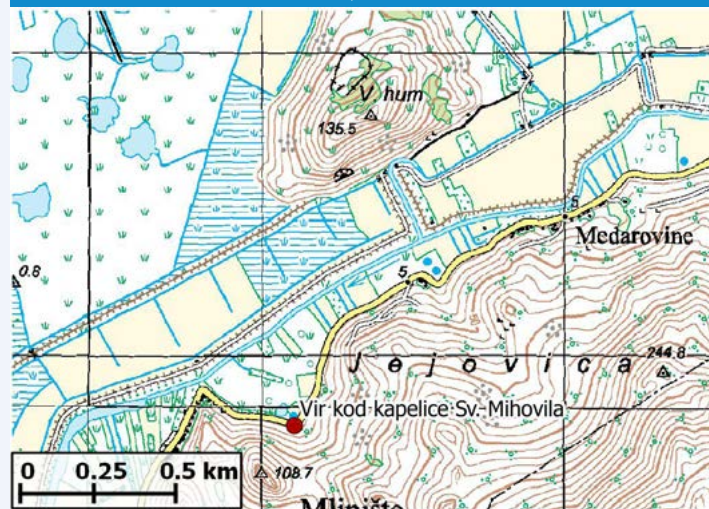 V hum
135.5
5
Medarovine
0.8
5
J e j o v i c a
244.8
Vir kod kapelice Sv. Mihovila
0 0.25 0.5 km
108.7
Mlinište